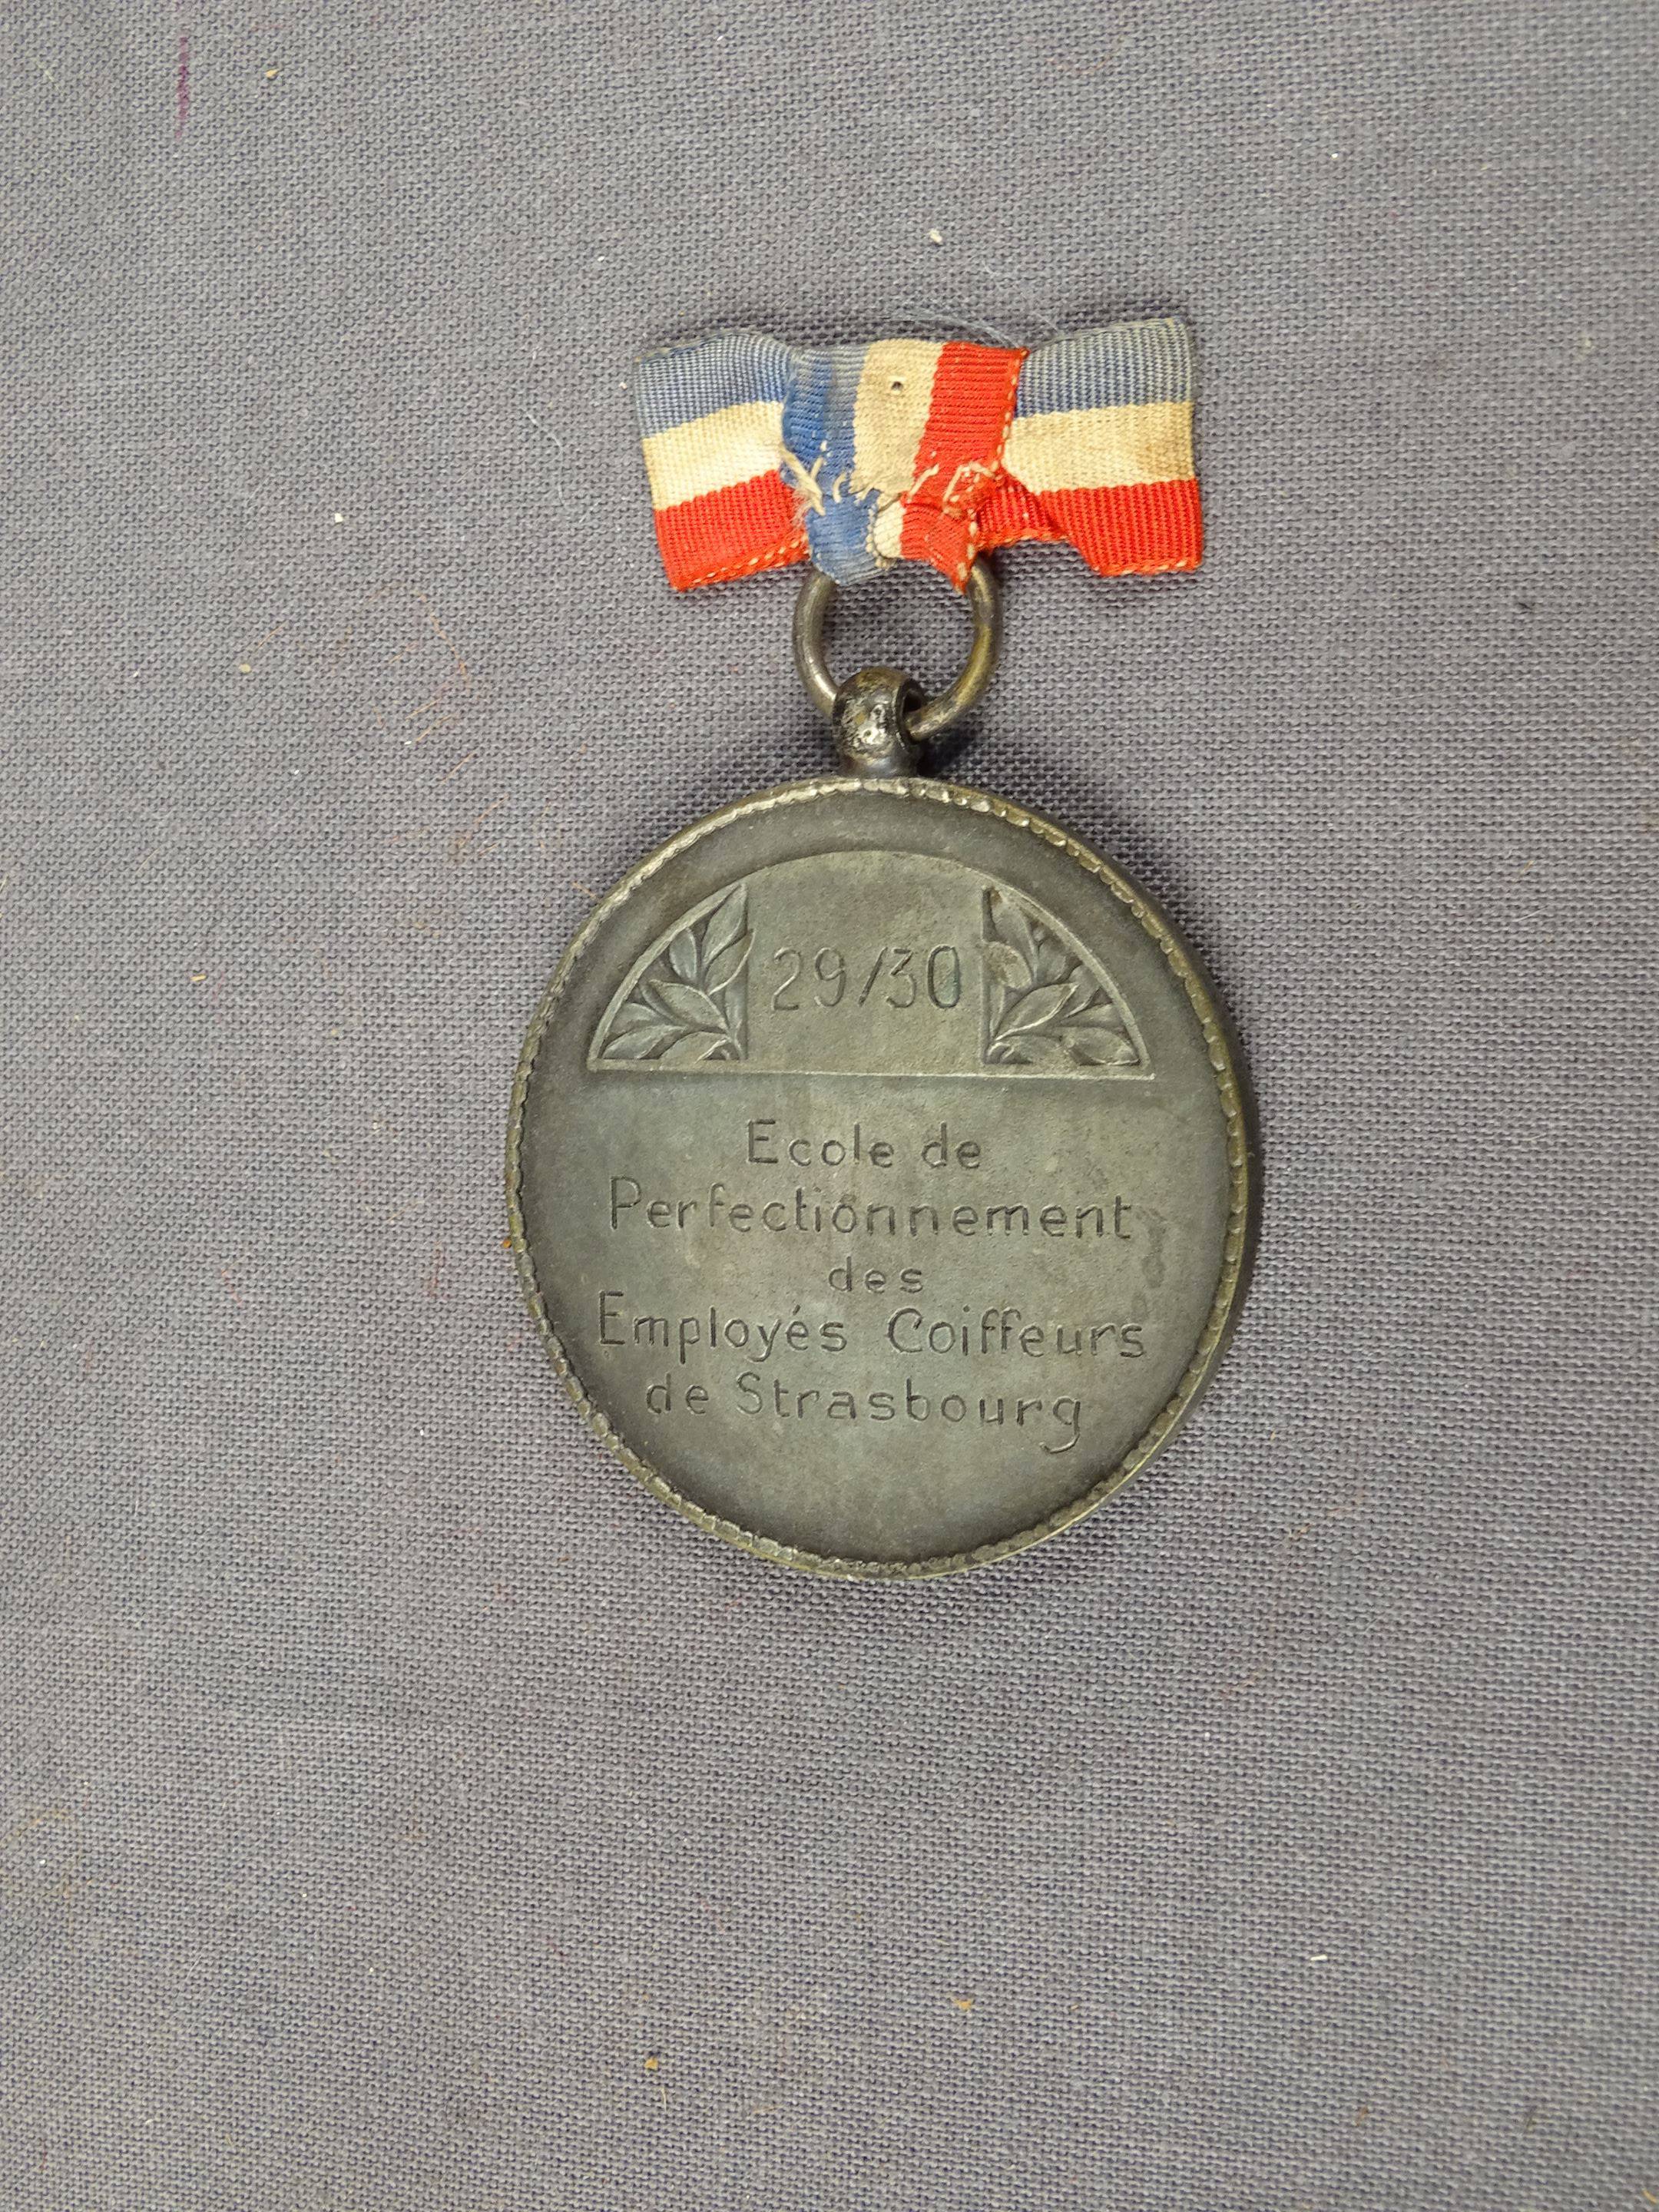 29/30
Ecole de
Perfectionnement
des
Employés Coiffeurs
de Strasbourg